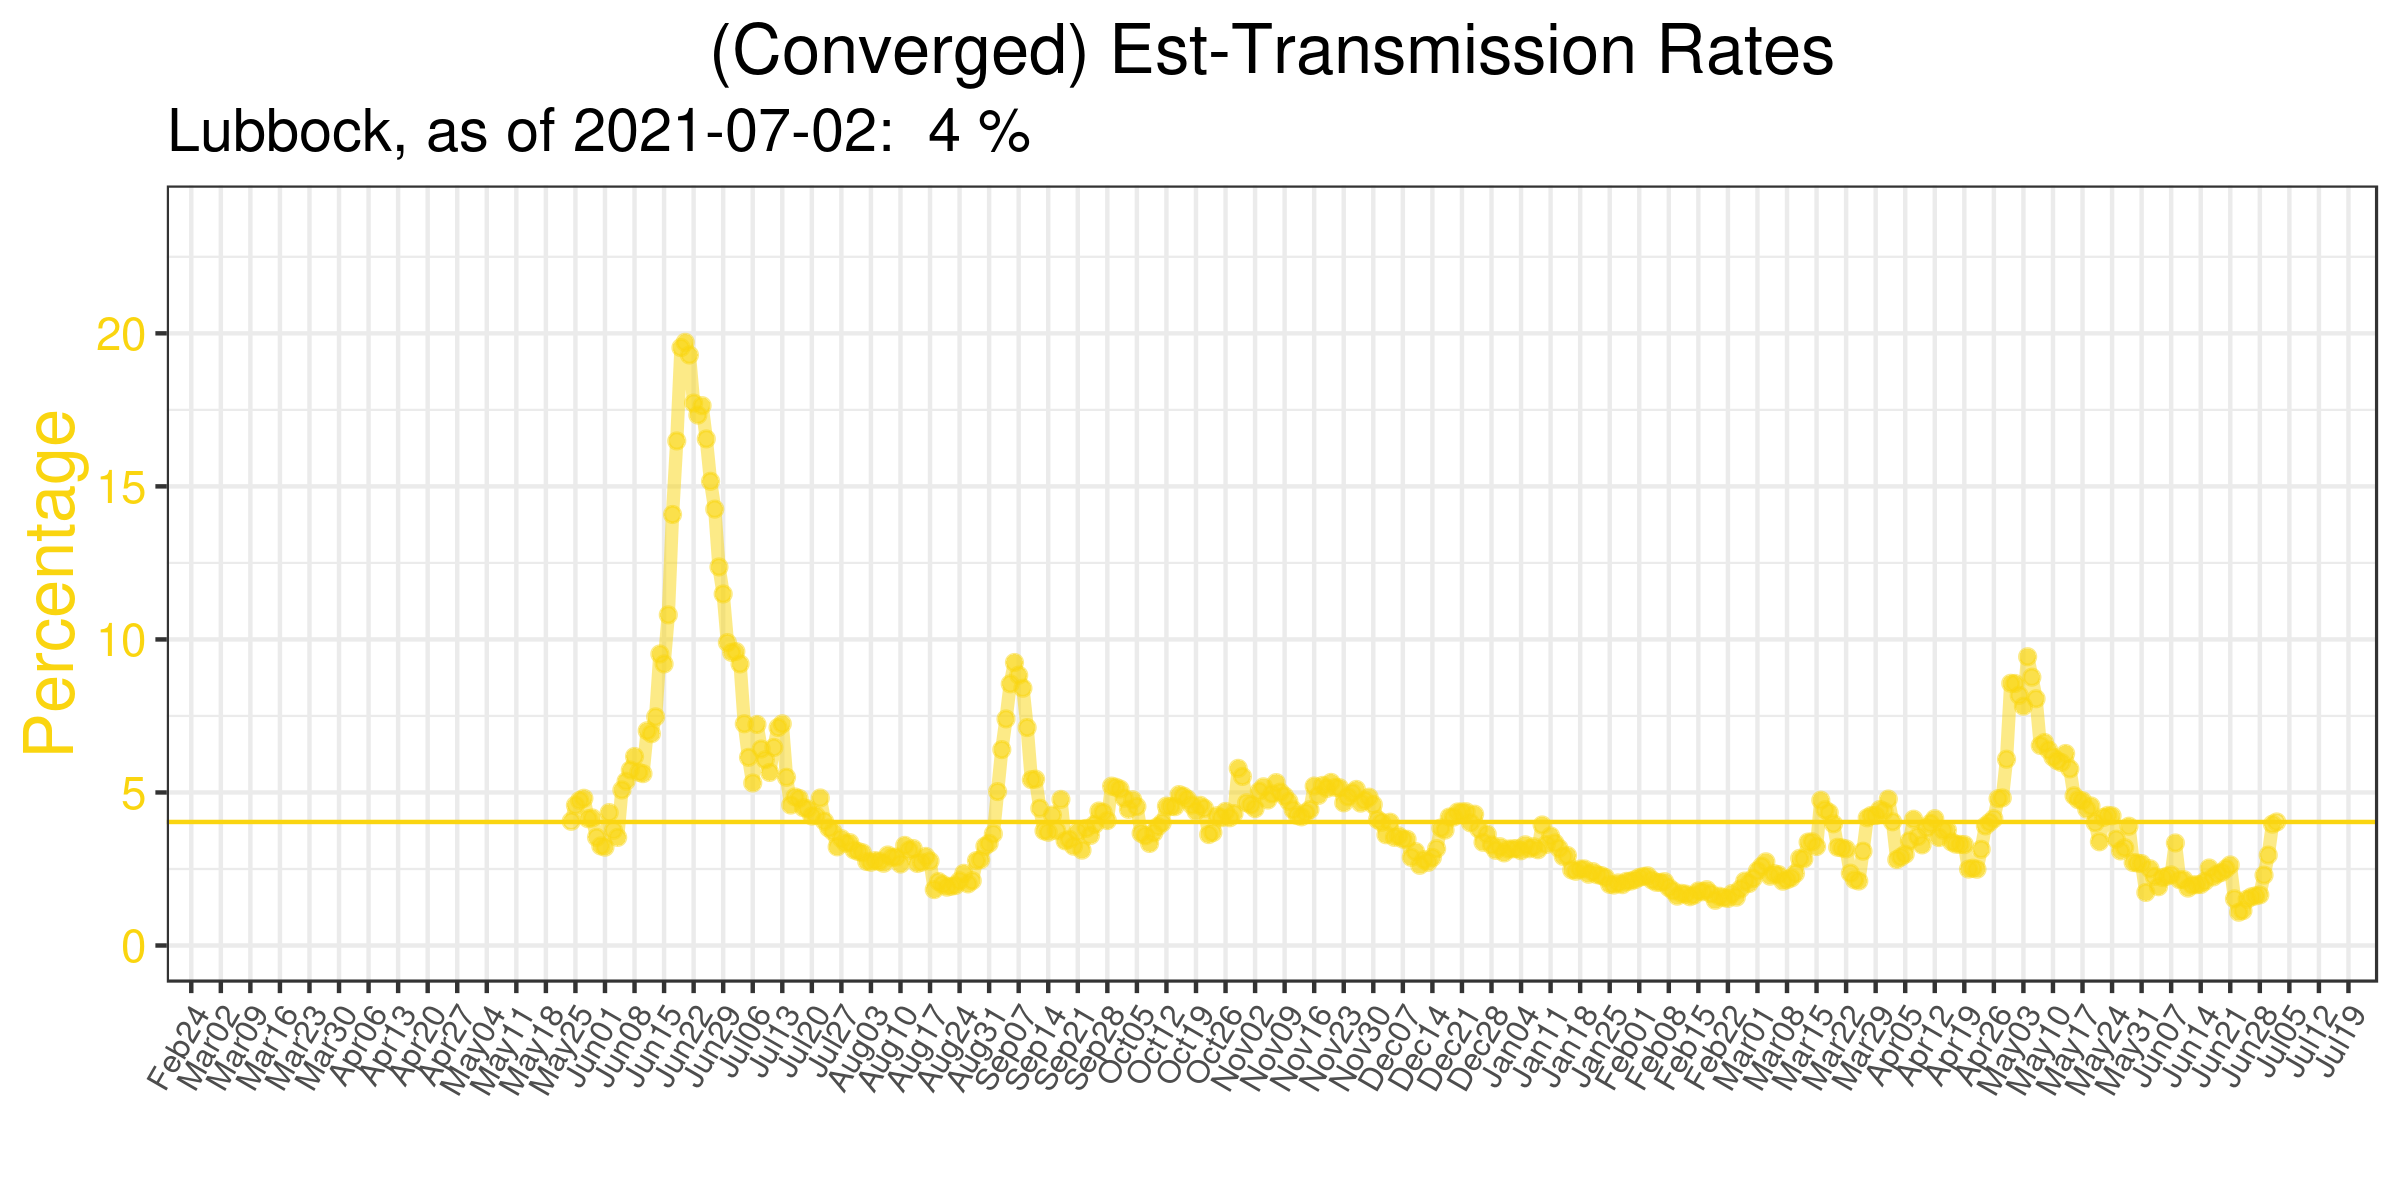 (Converged) Est-Transmission Rates
Lubbock, as of 2021-07-02:  4 %
Percentage
20
15
10
5
0
Feb24
Mar02
Mar09
Mar16
Mar23
Mar30
Apr06
Apr13
Apr20
Apr27
May04
May11
May18
May25
Jun01
Jun08
Jun15
Jun22
Jun29
Jul06
Jul13
Jul20
Jul27
Aug03
Aug10
Aug17
Aug24
Aug31
Sep07
Sep14
Sep21
Sep28
Oct05
Oct12
Oct19
Oct26
Nov02
Nov09
Nov16
Nov23
Nov30
Dec07
Dec14
Dec21
Dec28
Jan04
Jan11
Jan18
Jan25
Feb01
Feb08
Feb15
Feb22
Mar01
Mar08
Mar15
Mar22
Mar29
Apr05
Apr12
Apr19
Apr26
May03
May10
May17
May24
May31
Jun07
Jun14
Jun21
Jun28
Jul05
Jul12
Jul19